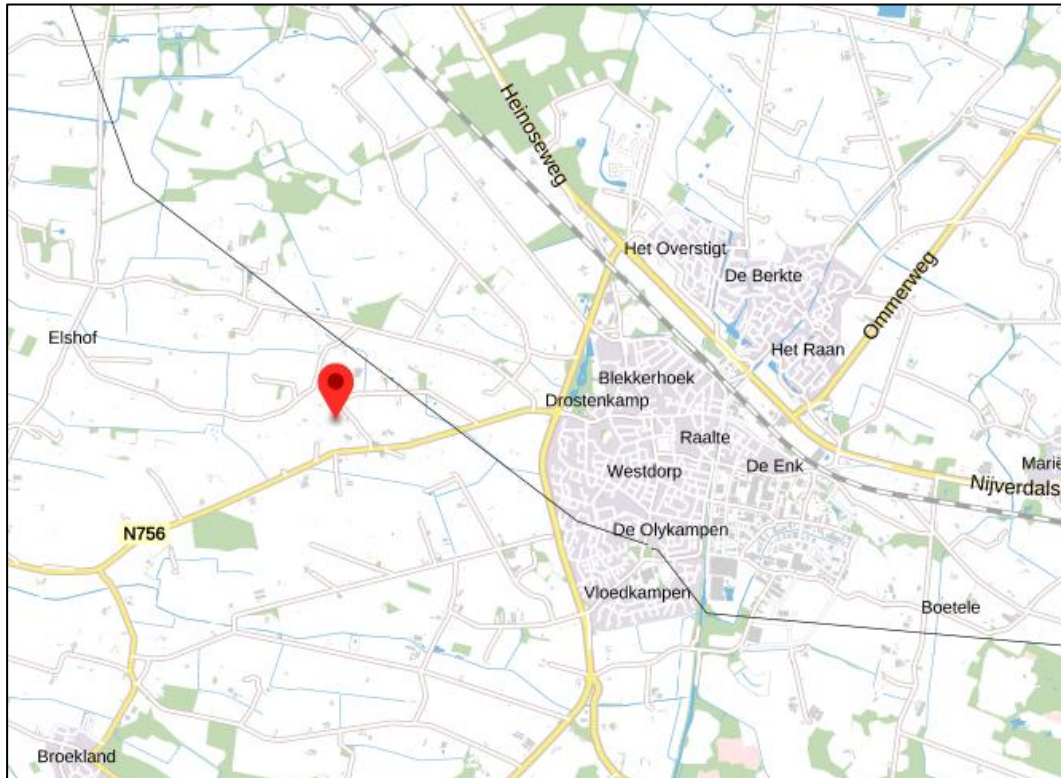 Heinoseweg
Het Overstigt
De Berkte
Ommerweg
Elshof
Het Raan
Blekkerhoek
Drostenkamp
Raalte
De Enk
Westdorp
Marië
Nijverdals
N756
De Olykampen
Vloedkampen
Boetele
Broekland